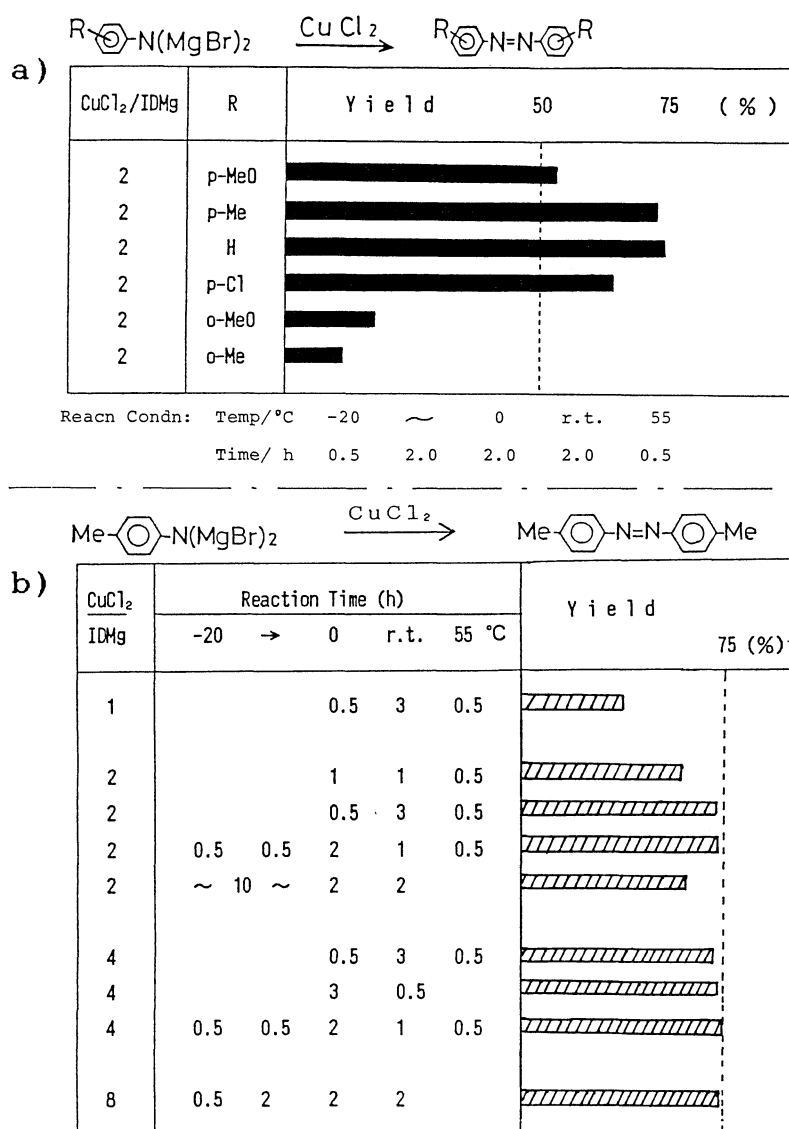 R N(MgBr)2 CuCl2 R N=N R
a)
CuCl2/IDMg R Yield 50 75 (%)
2 p-MeO
2 p-Me
2 H
2 p-Cl
2 o-MeO
2 o-Me
Reacn Condn: Temp/°C -20 ~ 0 r.t. 55
Time/ h 0.5 2.0 2.0 2.0 0.5
Me N(MgBr)2 CuCl2 Me N=N Me
b)
CuCl2 Reaction Time (h) Yield
IDMg -20 → 0 r.t. 55 °C 75 (%)
1 0.5 3 0.5
2 1 1 0.5
2 0.5 3 0.5
2 0.5 0.5 2 1 0.5
2 ~ 10 ~ 2 2
4 0.5 3 0.5
4 3 0.5
4 0.5 0.5 2 1 0.5
8 0.5 2 2 2